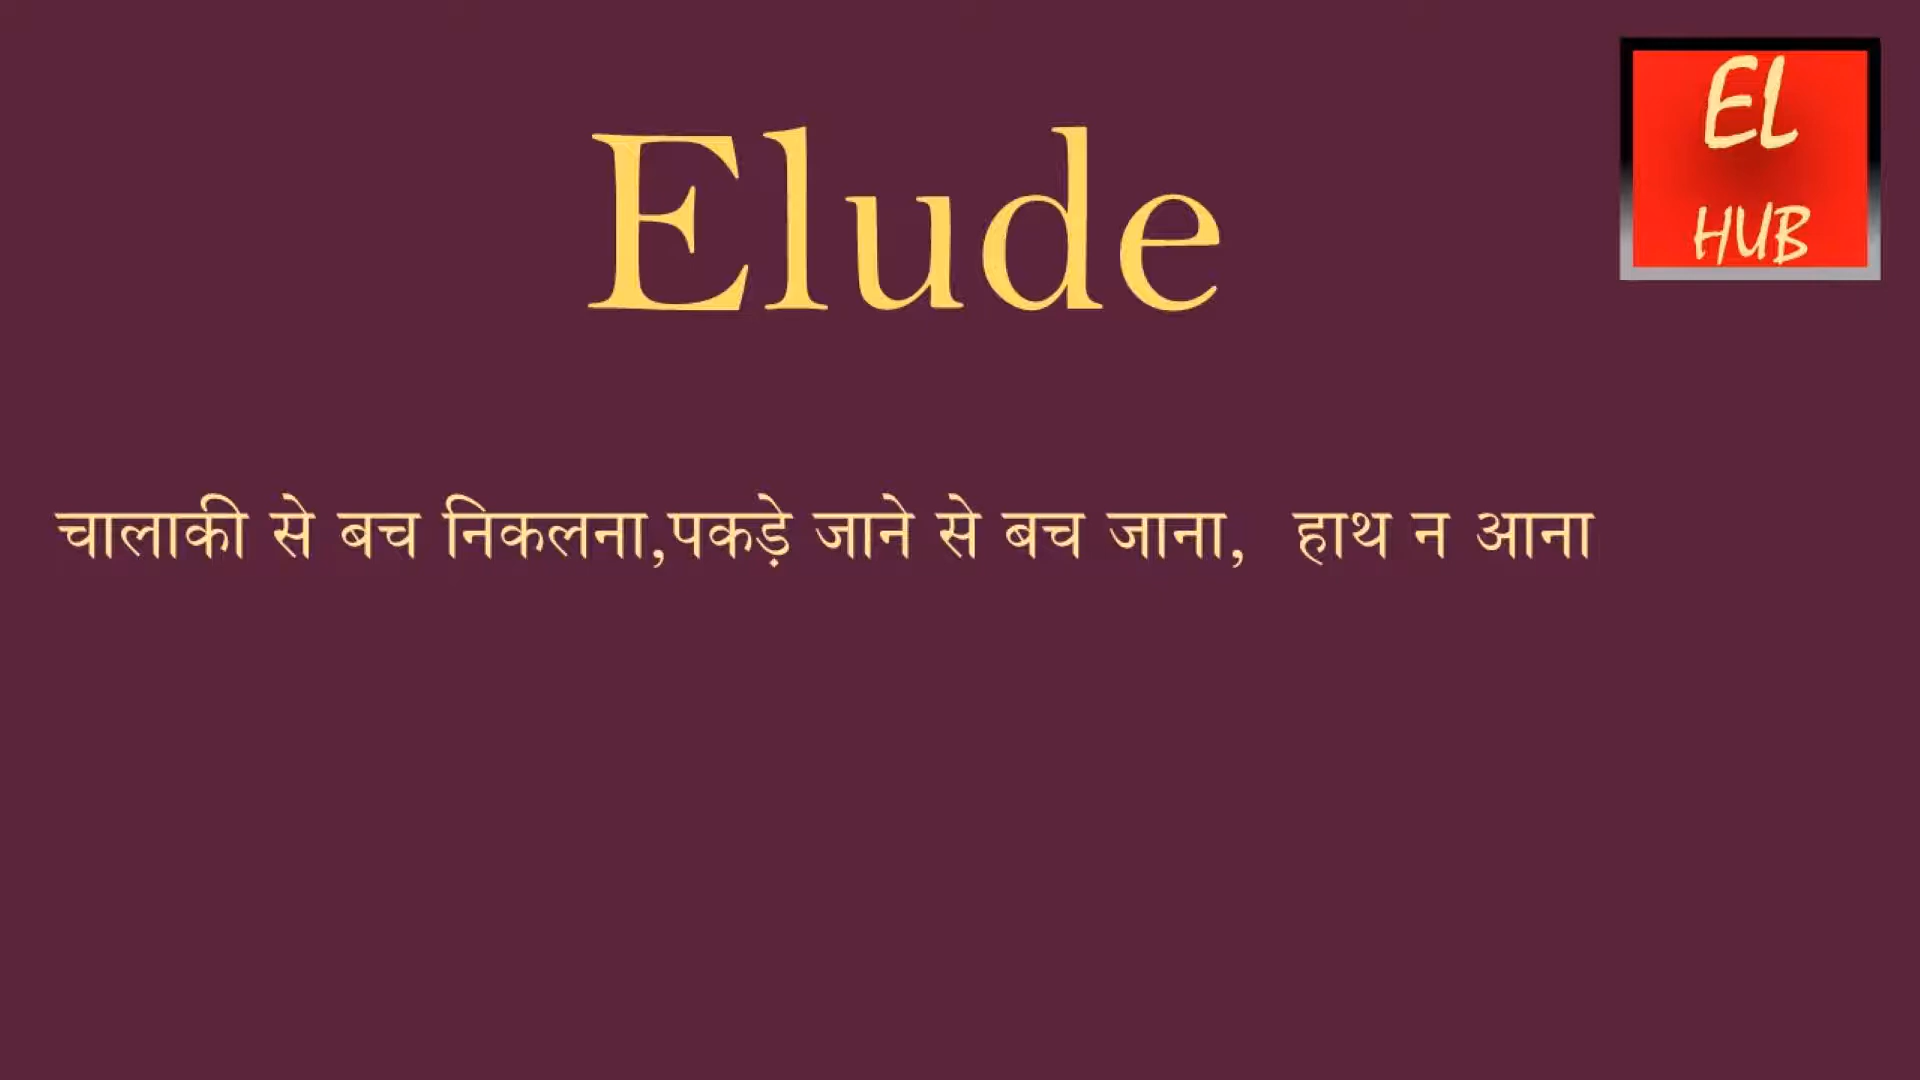 EL
HUB
Elude
चालाकी से बच निकलना,पकड़े जाने से बच जाना, हाथ न आना